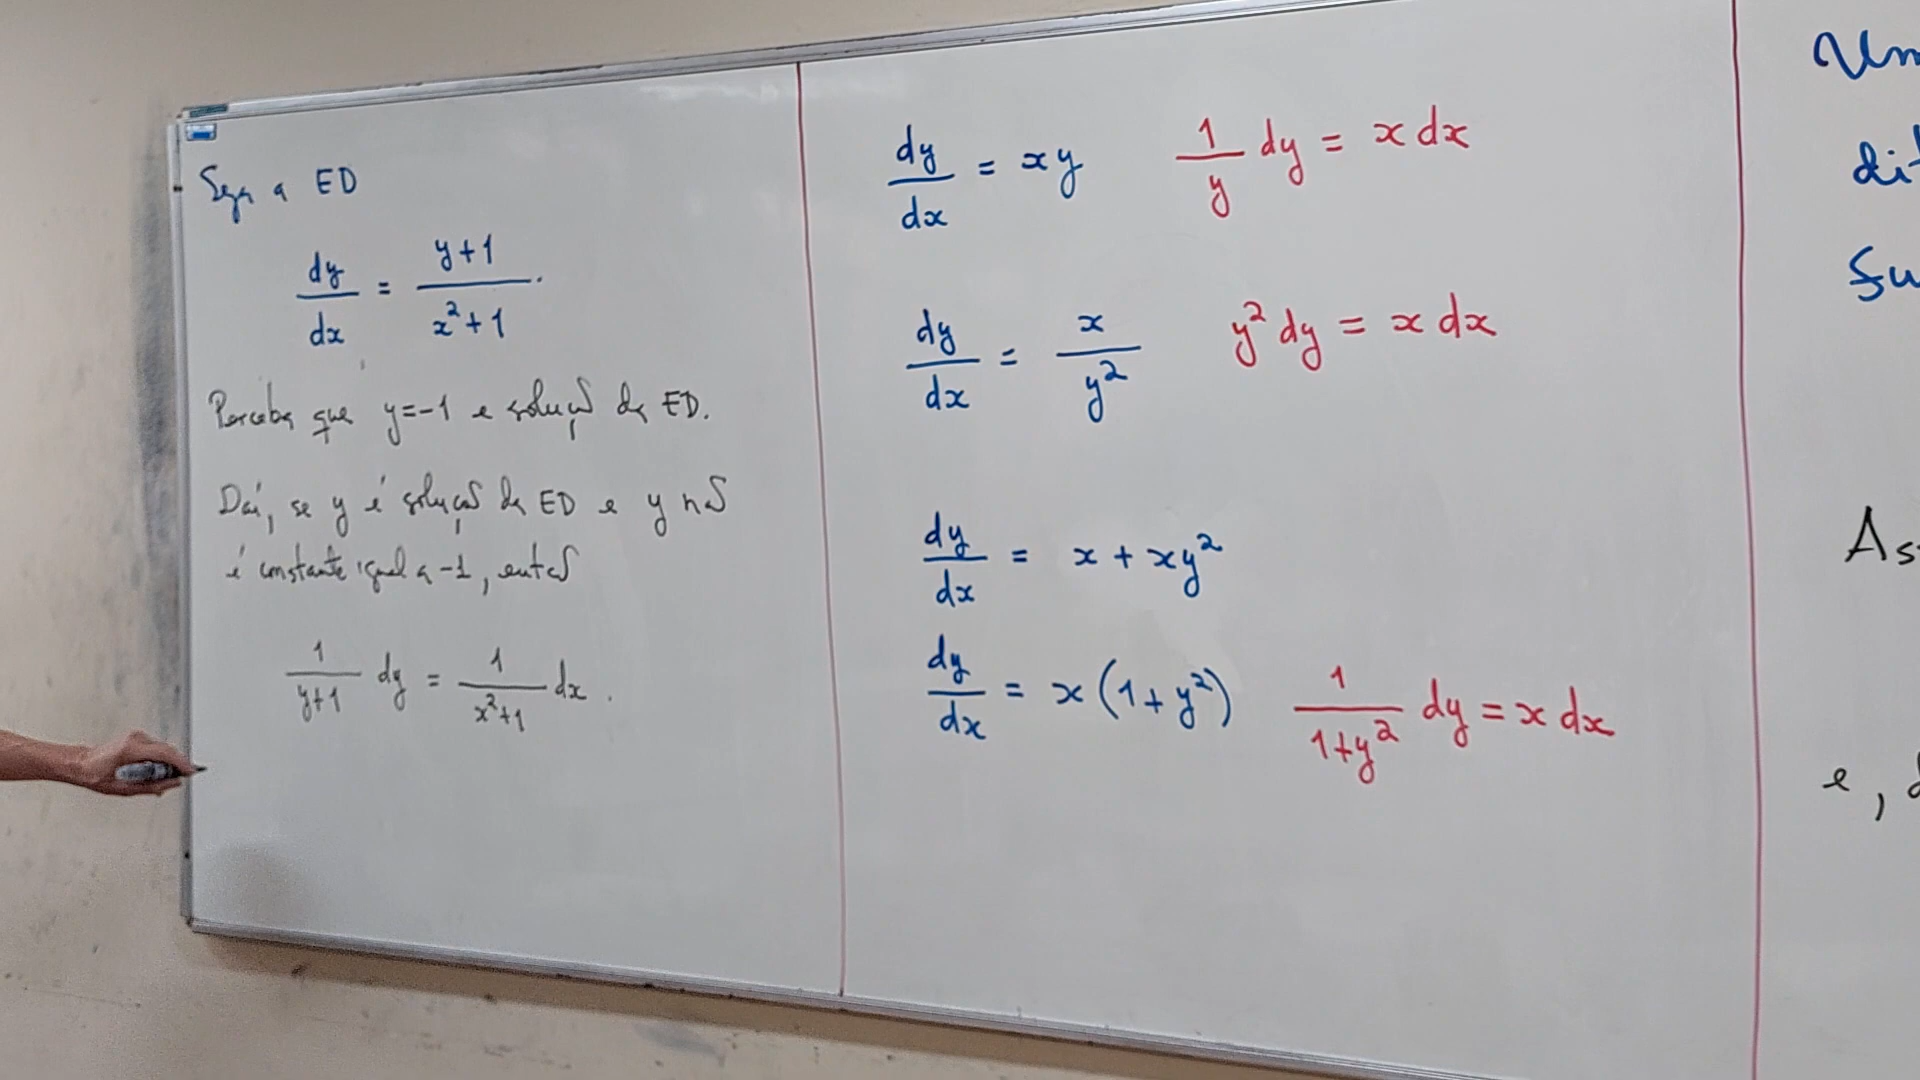 Seja a ED
dy/dx = (y+1)/(x²+1).
Perceba que y=-1 é solução da ED.
Daí, se y é solução da ED e y não
é constante igual a -1, então
1/(y+1) dy = 1/(x²+1) dx.
dy/dx = xy 1/y dy = x dx
dy/dx = x/y² y² dy = x dx
dy/dx = x + xy²
dy/dx = x(1+y²) 1/(1+y²) dy = x dx
Um
e,